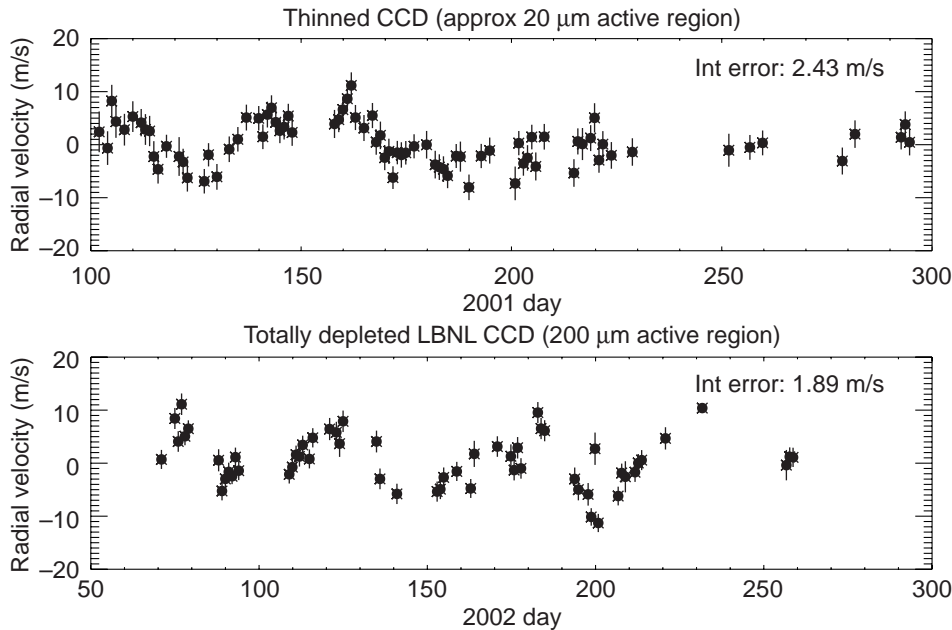 Thinned CCD (approx 20 μm active region)
20
10
0
–10
–20
Radial velocity (m/s)
Int error: 2.43 m/s
100
150
200
250
300
2001 day
Totally depleted LBNL CCD (200 μm active region)
20
10
0
–10
–20
Radial velocity (m/s)
Int error: 1.89 m/s
50
100
150
200
250
300
2002 day